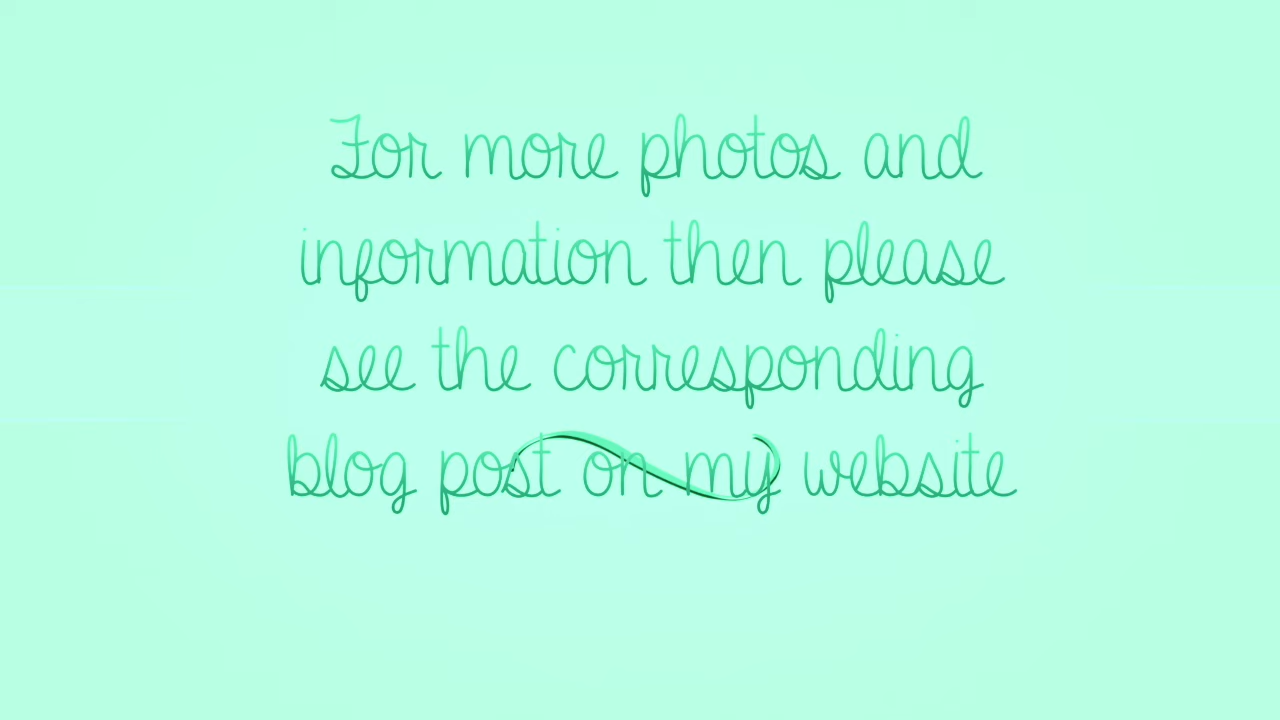 For more photos and
information then please
see the corresponding
blog post on my website